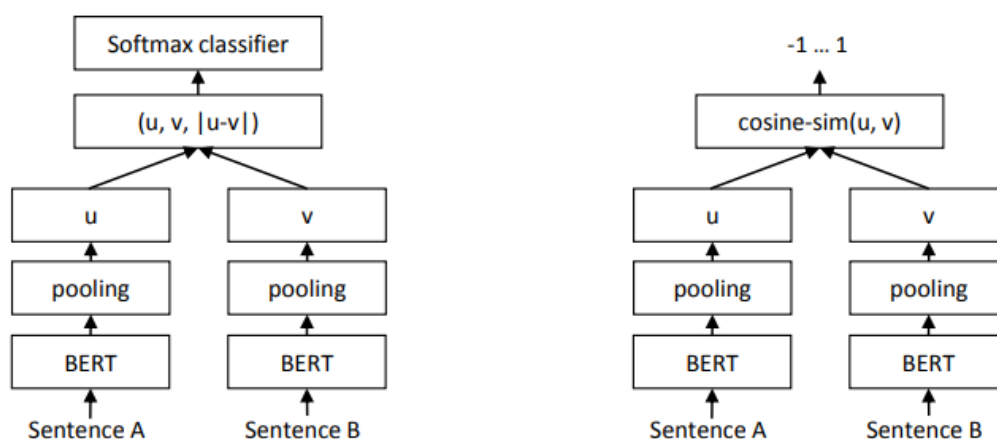 Softmax classifier
(u, v, |u-v|)
u
v
pooling
pooling
BERT
BERT
Sentence A
Sentence B
-1 … 1
cosine-sim(u, v)
u
v
pooling
pooling
BERT
BERT
Sentence A
Sentence B